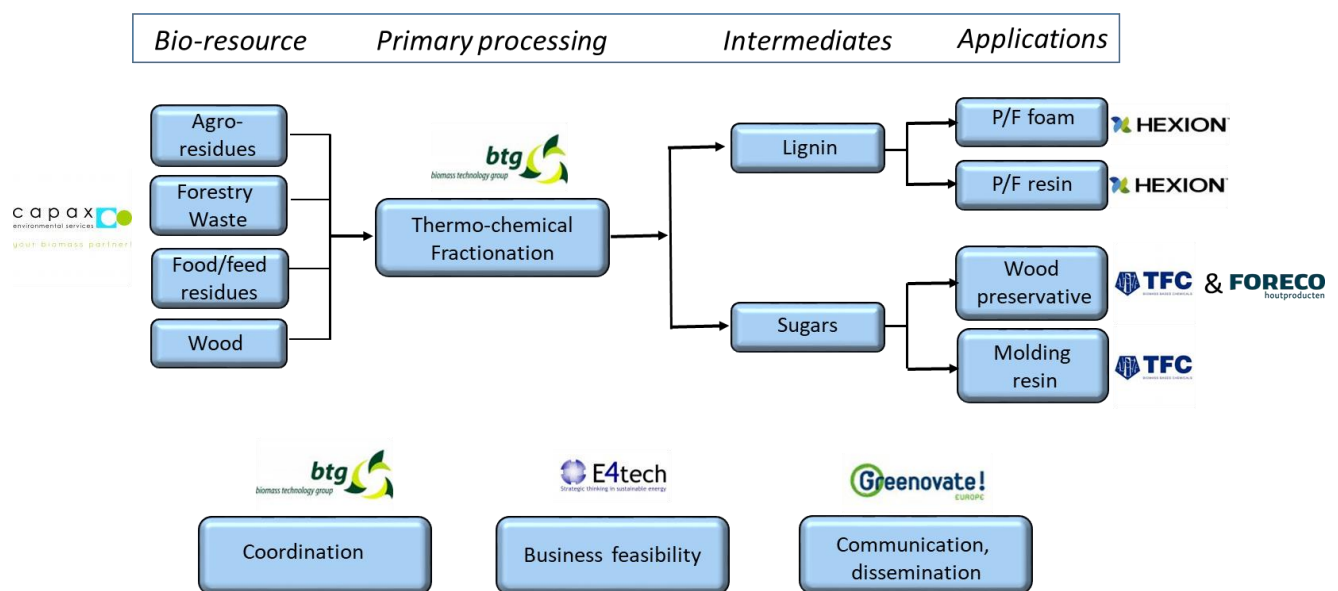 Bio-resource Primary processing Intermediates Applications
Agro-
residues
Forestry
Waste
Food/feed
residues
Wood
capax
environmental services
your biomass partner!
btg
biomass technology group
Thermo-chemical
Fractionation
Lignin
Sugars
P/F foam
HEXION
P/F resin
HEXION
Wood
preservative
TFC & FORECO
houtproducten
Molding
resin
TFC
btg
biomass technology group
Coordination
E4tech
Strategic thinking in sustainable energy
Business feasibility
Greenovate!
EUROPE
Communication,
dissemination